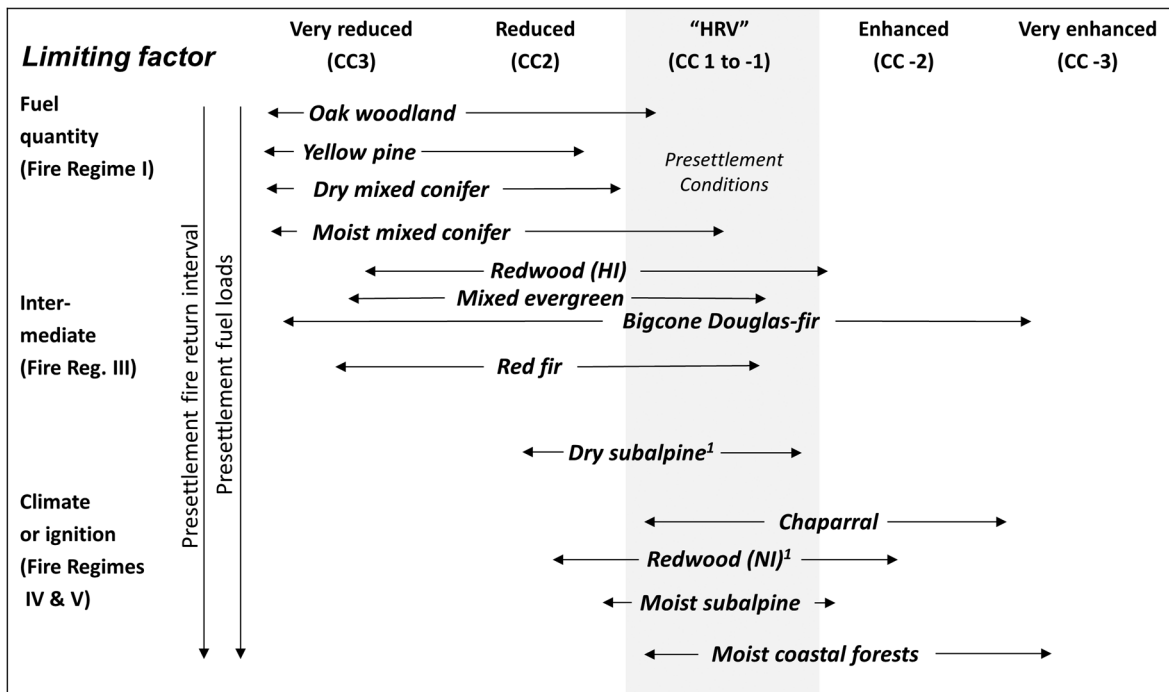 Limiting factor
Very reduced
(CC3)
Reduced
(CC2)
“HRV”
(CC 1 to -1)
Enhanced
(CC -2)
Very enhanced
(CC -3)
Fuel
quantity
(Fire Regime I)
Inter-
mediate
(Fire Reg. III)
Climate
or ignition
(Fire Regimes
IV & V)
Presettlement fire return interval
Presettlement fuel loads
Oak woodland
Yellow pine
Presettlement
Conditions
Dry mixed conifer
Moist mixed conifer
Redwood (HI)
Mixed evergreen
Bigcone Douglas-fir
Red fir
Dry subalpine¹
Chaparral
Redwood (NI)¹
Moist subalpine
Moist coastal forests